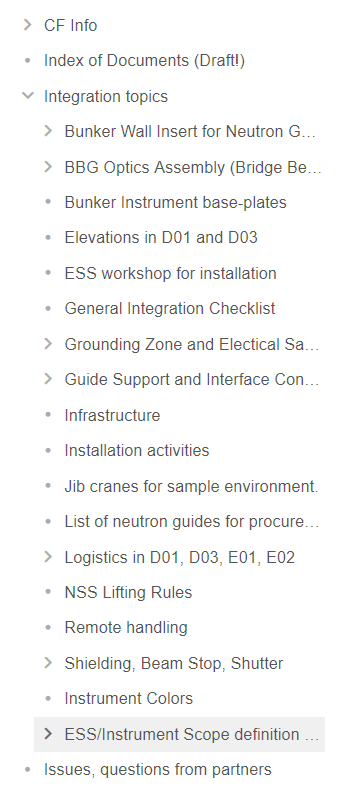 CF Info
Index of Documents (Draft!)
Integration topics
Bunker Wall Insert for Neutron G…
BBG Optics Assembly (Bridge Be…
Bunker Instrument base-plates
Elevations in D01 and D03
ESS workshop for installation
General Integration Checklist
Grounding Zone and Electical Sa…
Guide Support and Interface Con…
Infrastructure
Installation activities
Jib cranes for sample environment.
List of neutron guides for procure…
Logistics in D01, D03, E01, E02
NSS Lifting Rules
Remote handling
Shielding, Beam Stop, Shutter
Instrument Colors
ESS/Instrument Scope definition …
Issues, questions from partners